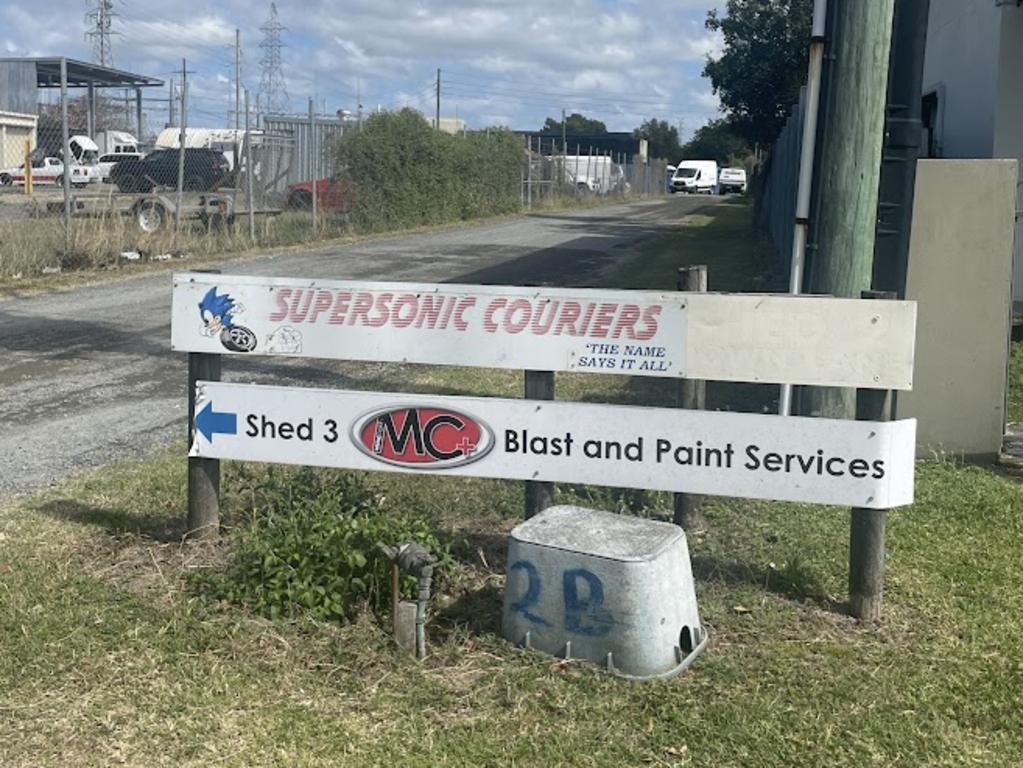 SUPERSONIC COURIERS
'THE NAME
SAYS IT ALL'
Shed 3 MC+ Blast and Paint Services
2B